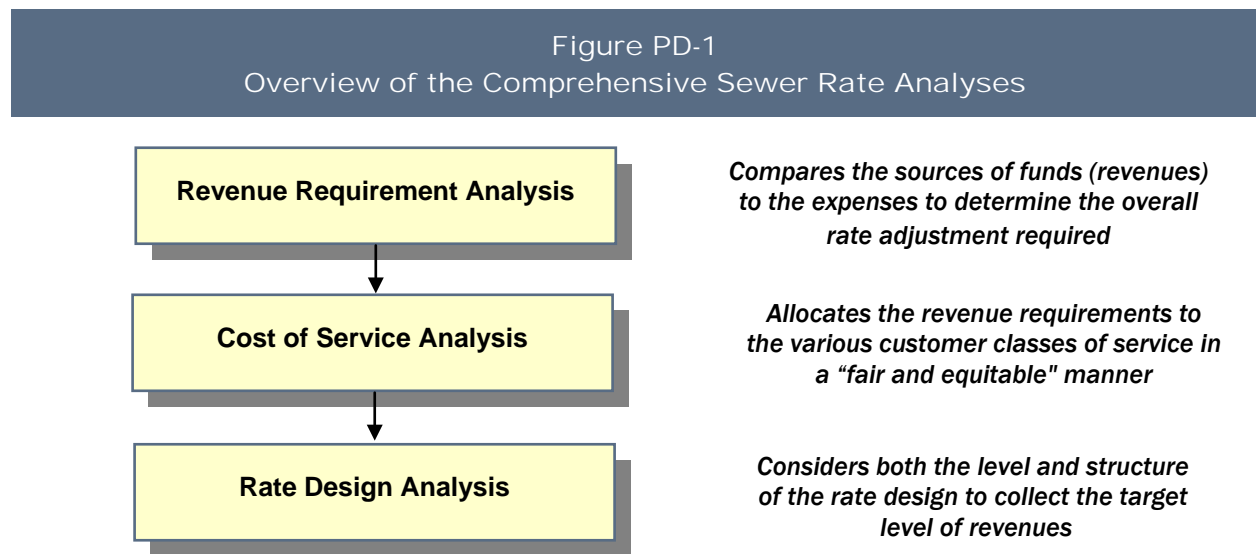 Figure PD-1
Overview of the Comprehensive Sewer Rate Analyses
Revenue Requirement Analysis
Compares the sources of funds (revenues)
to the expenses to determine the overall
rate adjustment required
Cost of Service Analysis
Allocates the revenue requirements to
the various customer classes of service in
a “fair and equitable" manner
Rate Design Analysis
Considers both the level and structure
of the rate design to collect the target
level of revenues